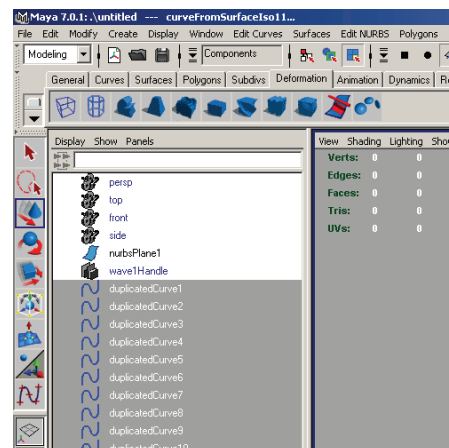 Maya 7.0.1: .\untitled --- curveFromSurfaceIso11...
File Edit Modify Create Display Window Edit Curves Surfaces Edit NURBS Polygons
Modeling Components
General Curves Surfaces Polygons Subdivs Deformation Animation Dynamics
Display Show Panels
View Shading Lighting Show
Verts: 0 0
Edges: 0 0
Faces: 0 0
Tris: 0 0
UVs: 0 0
persp
top
front
side
nurbsPlane1
wave1Handle
duplicatedCurve1
duplicatedCurve2
duplicatedCurve3
duplicatedCurve4
duplicatedCurve5
duplicatedCurve6
duplicatedCurve7
duplicatedCurve8
duplicatedCurve9
duplicatedCurve10